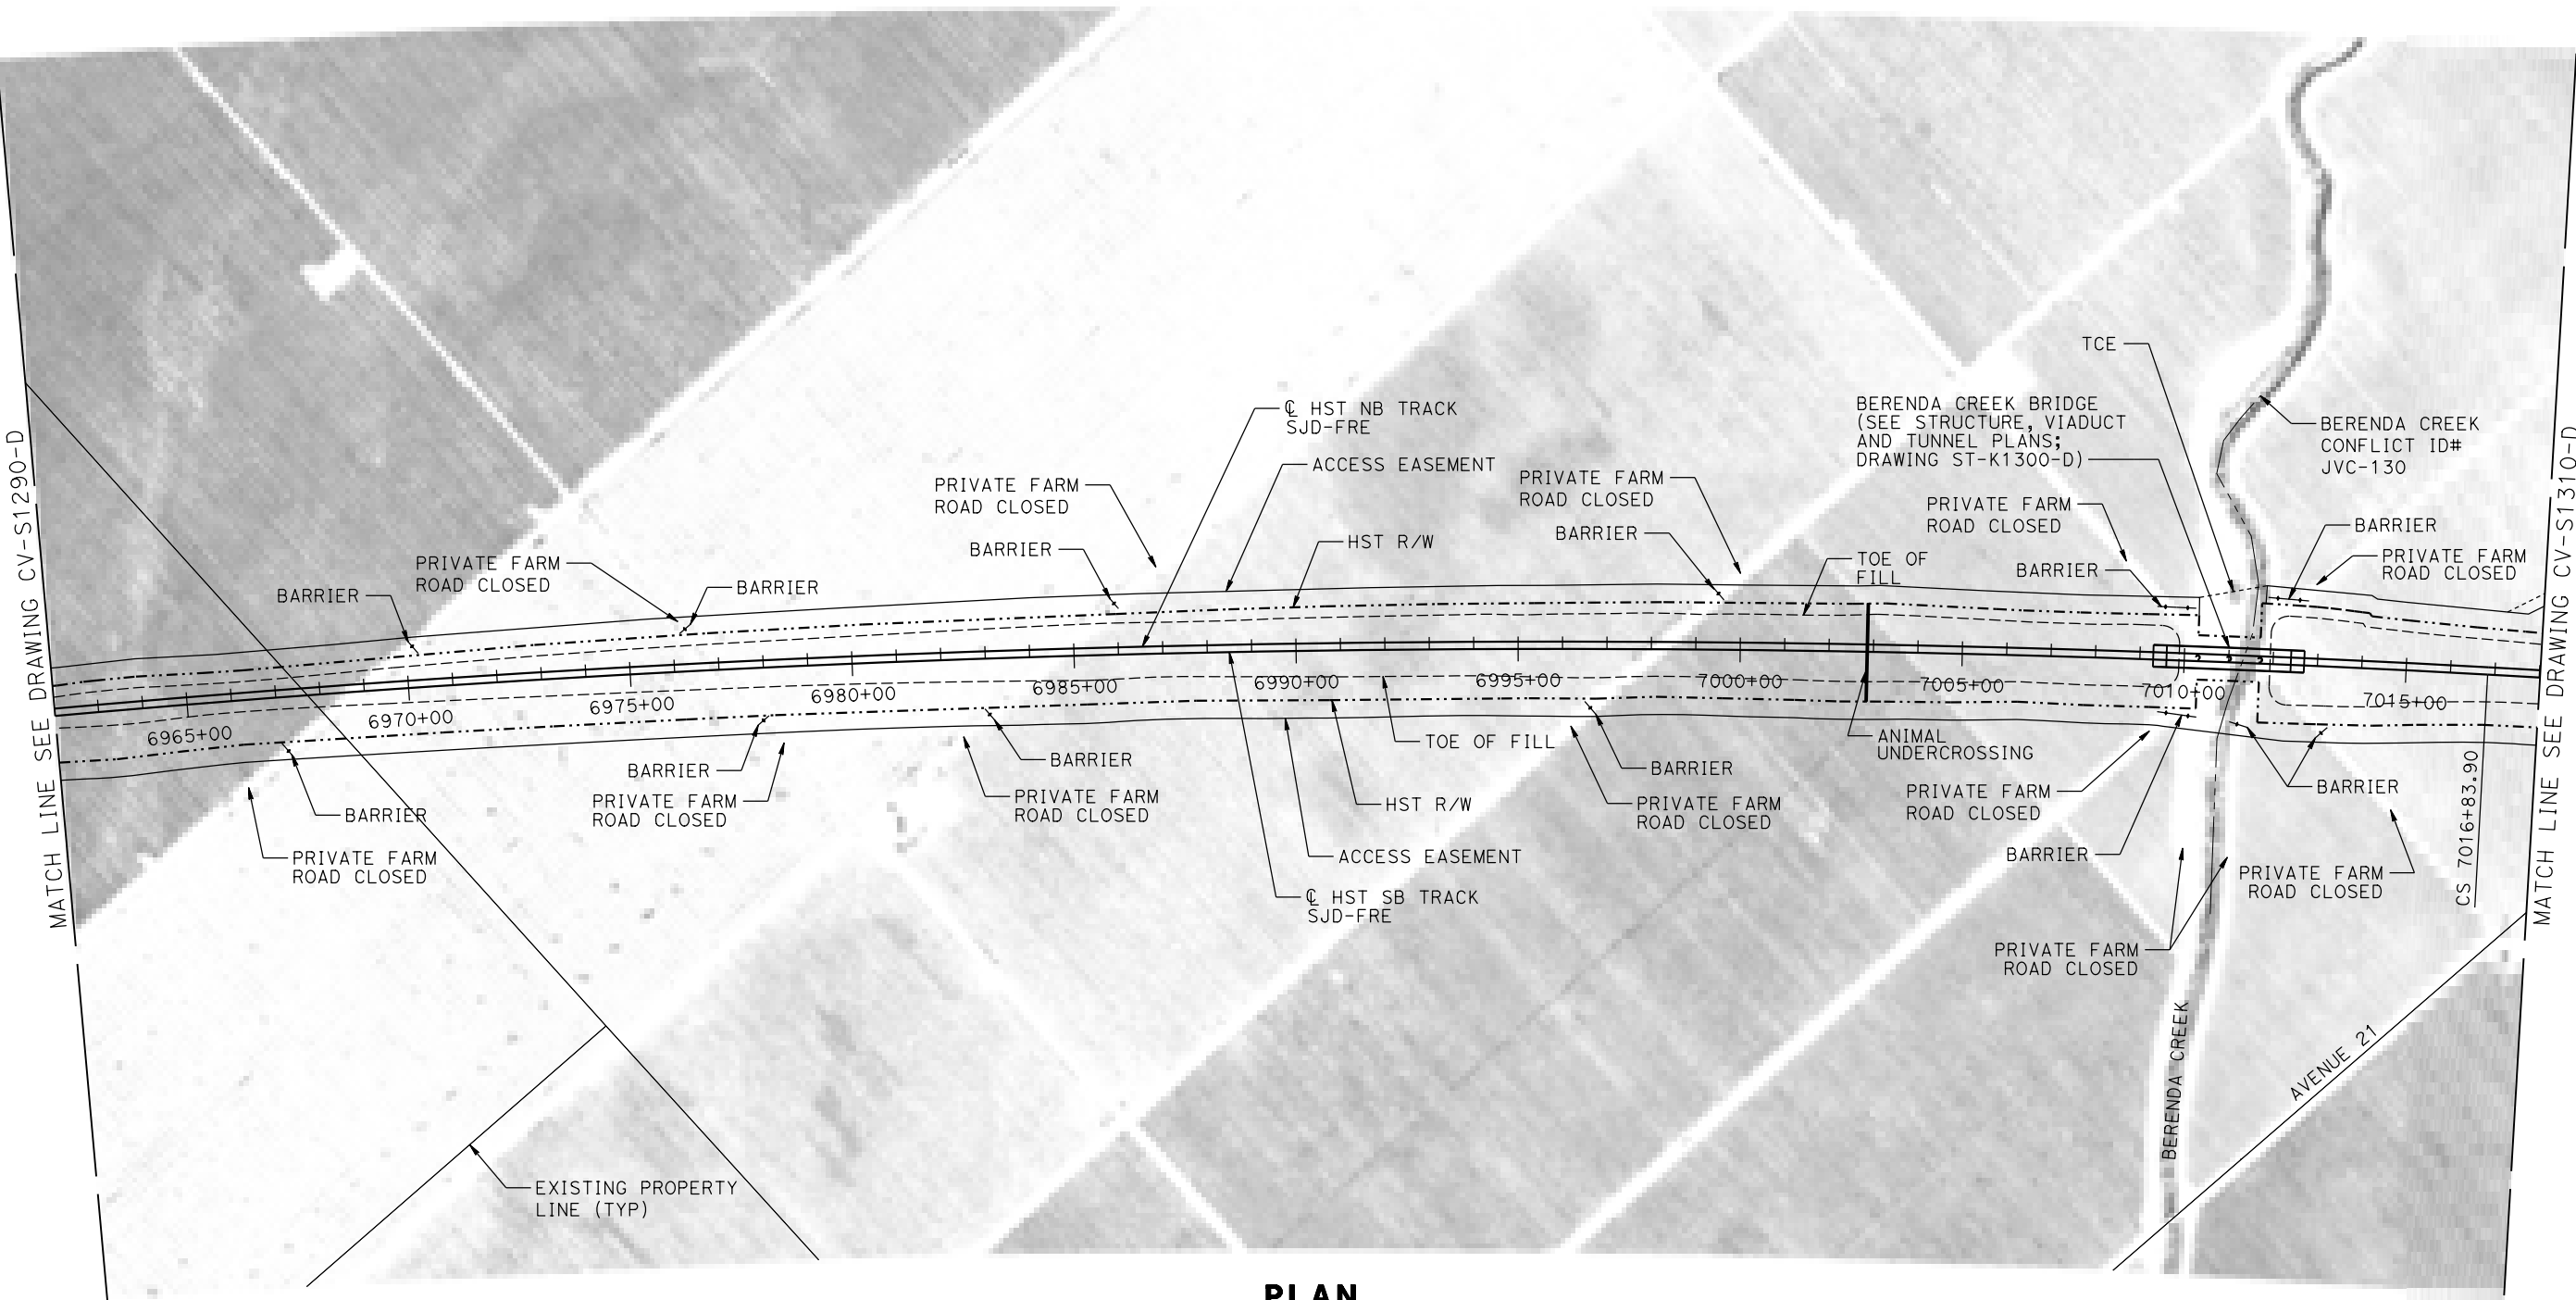 TCE
BERENDA CREEK BRIDGE
(SEE STRUCTURE, VIADUCT
AND TUNNEL PLANS;
DRAWING ST-K1300-D)
BERENDA CREEK
CONFLICT ID#
JVC-130
℄ HST NB TRACK
SJD-FRE
ACCESS EASEMENT
PRIVATE FARM
ROAD CLOSED
PRIVATE FARM
ROAD CLOSED
PRIVATE FARM
ROAD CLOSED
BARRIER
HST R/W
BARRIER
BARRIER
PRIVATE FARM
ROAD CLOSED
PRIVATE FARM
ROAD CLOSED
BARRIER
BARRIER
TOE OF
FILL
BARRIER
MATCH LINE SEE DRAWING CV-S1290-D
MATCH LINE SEE DRAWING CV-S1310-D
6965+00
6970+00
6975+00
6980+00
6985+00
6990+00
6995+00
7000+00
7005+00
7010+00
7015+00
BARRIER
PRIVATE FARM
ROAD CLOSED
BARRIER
PRIVATE FARM
ROAD CLOSED
BARRIER
PRIVATE FARM
ROAD CLOSED
TOE OF FILL
HST R/W
ACCESS EASEMENT
℄ HST SB TRACK
SJD-FRE
BARRIER
PRIVATE FARM
ROAD CLOSED
ANIMAL
UNDERCROSSING
PRIVATE FARM
ROAD CLOSED
BARRIER
BARRIER
PRIVATE FARM
ROAD CLOSED
CS 7016+83.90
PRIVATE FARM
ROAD CLOSED
BERENDA CREEK
AVENUE 21
EXISTING PROPERTY
LINE (TYP)
PLAN